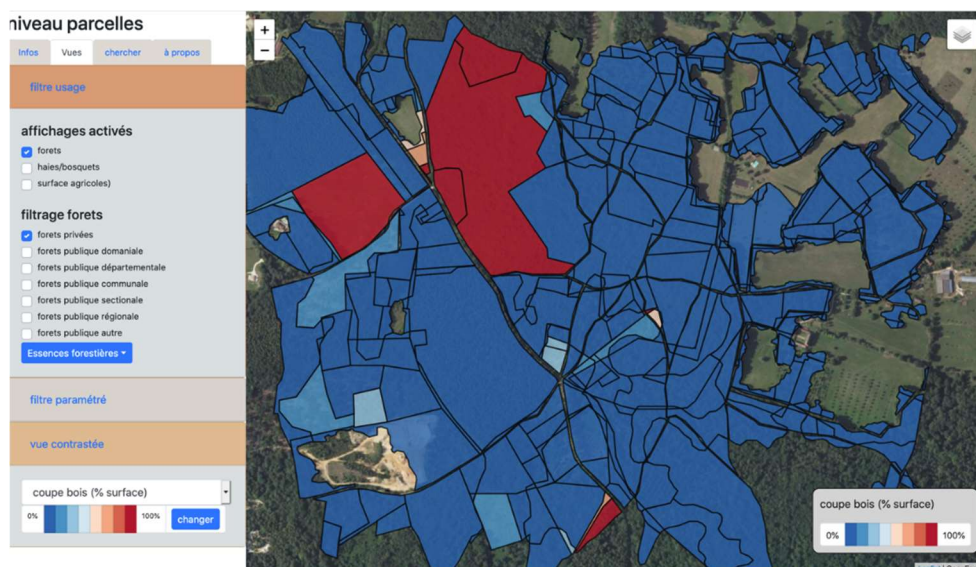 niveau parcelles
Infos
Vues
chercher
à propos
filtre usage
affichages activés
forets
haies/bosquets
surface agricoles)
filtrage forets
forets privées
forets publique domaniale
forets publique départementale
forets publique communale
forets publique sectionale
forets publique régionale
forets publique autre
Essences forestières
filtre paramétré
vue contrastée
coupe bois (% surface)
0%
100%
changer
+
−
coupe bois (% surface)
0%
100%